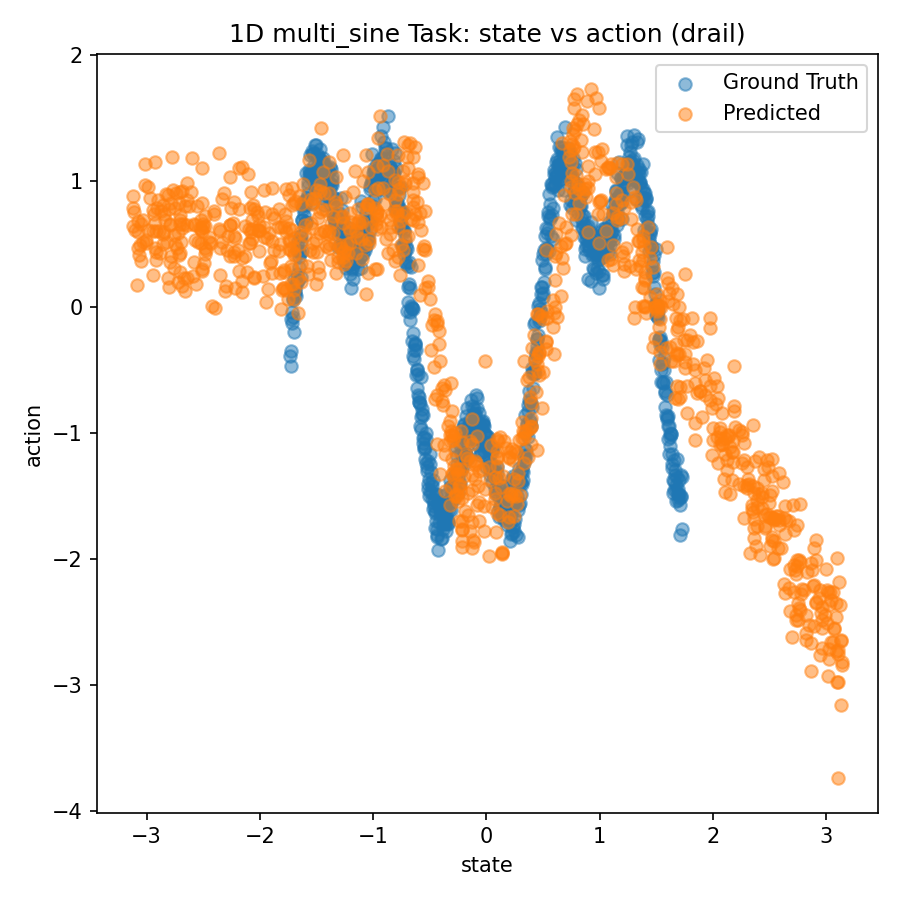 1D multi_sine Task: state vs action (drail)
Ground Truth
Predicted
2
1
0
−1
−2
−3
−4
action
−3 −2 −1 0 1 2 3
state